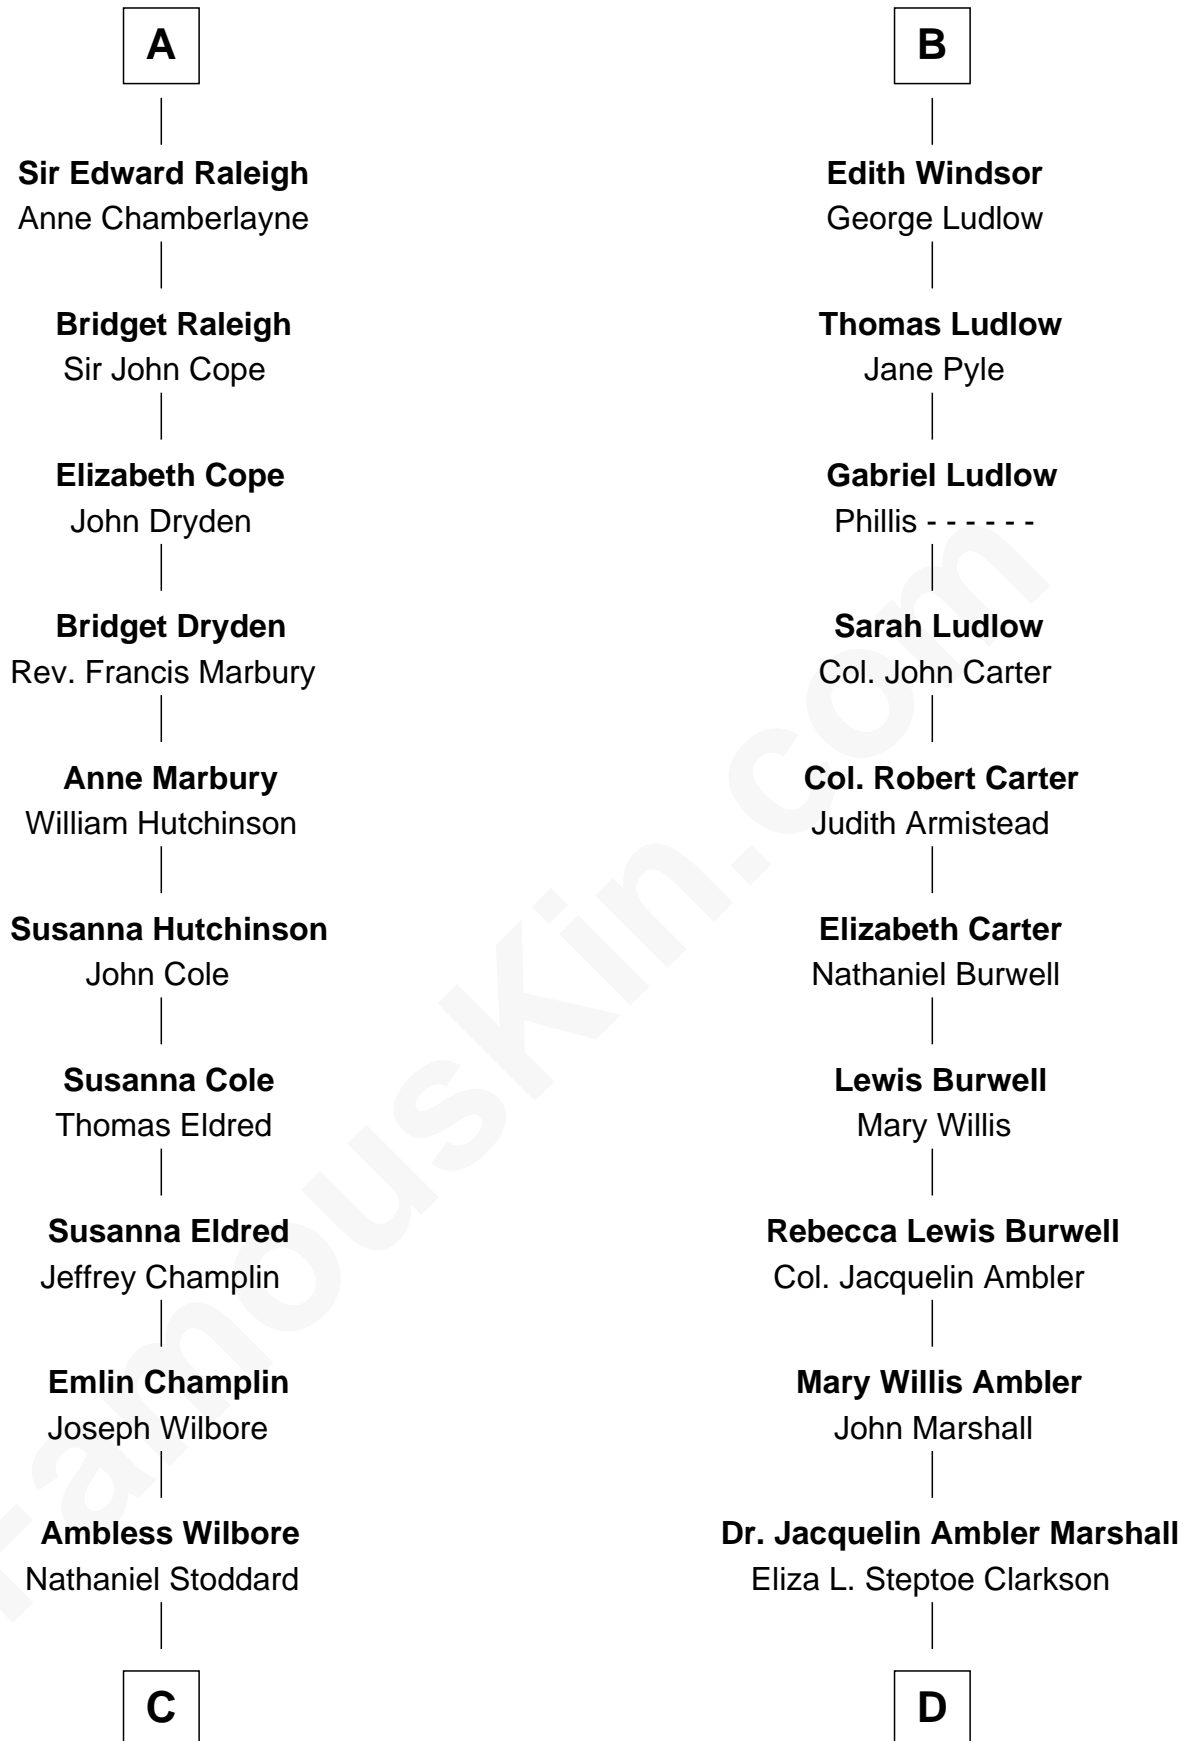 A
Sir Edward Raleigh
Anne Chamberlayne
Bridget Raleigh
Sir John Cope
Elizabeth Cope
John Dryden
Bridget Dryden
Rev. Francis Marbury
Anne Marbury
William Hutchinson
Susanna Hutchinson
John Cole
Susanna Cole
Thomas Eldred
Susanna Eldred
Jeffrey Champlin
Emlin Champlin
Joseph Wilbore
Ambless Wilbore
Nathaniel Stoddard
C
B
Edith Windsor
George Ludlow
Thomas Ludlow
Jane Pyle
Gabriel Ludlow
Phillis - - - - - -
Sarah Ludlow
Col. John Carter
Col. Robert Carter
Judith Armistead
Elizabeth Carter
Nathaniel Burwell
Lewis Burwell
Mary Willis
Rebecca Lewis Burwell
Col. Jacquelin Ambler
Mary Willis Ambler
John Marshall
Dr. Jacquelin Ambler Marshall
Eliza L. Steptoe Clarkson
D
FamousKin.com